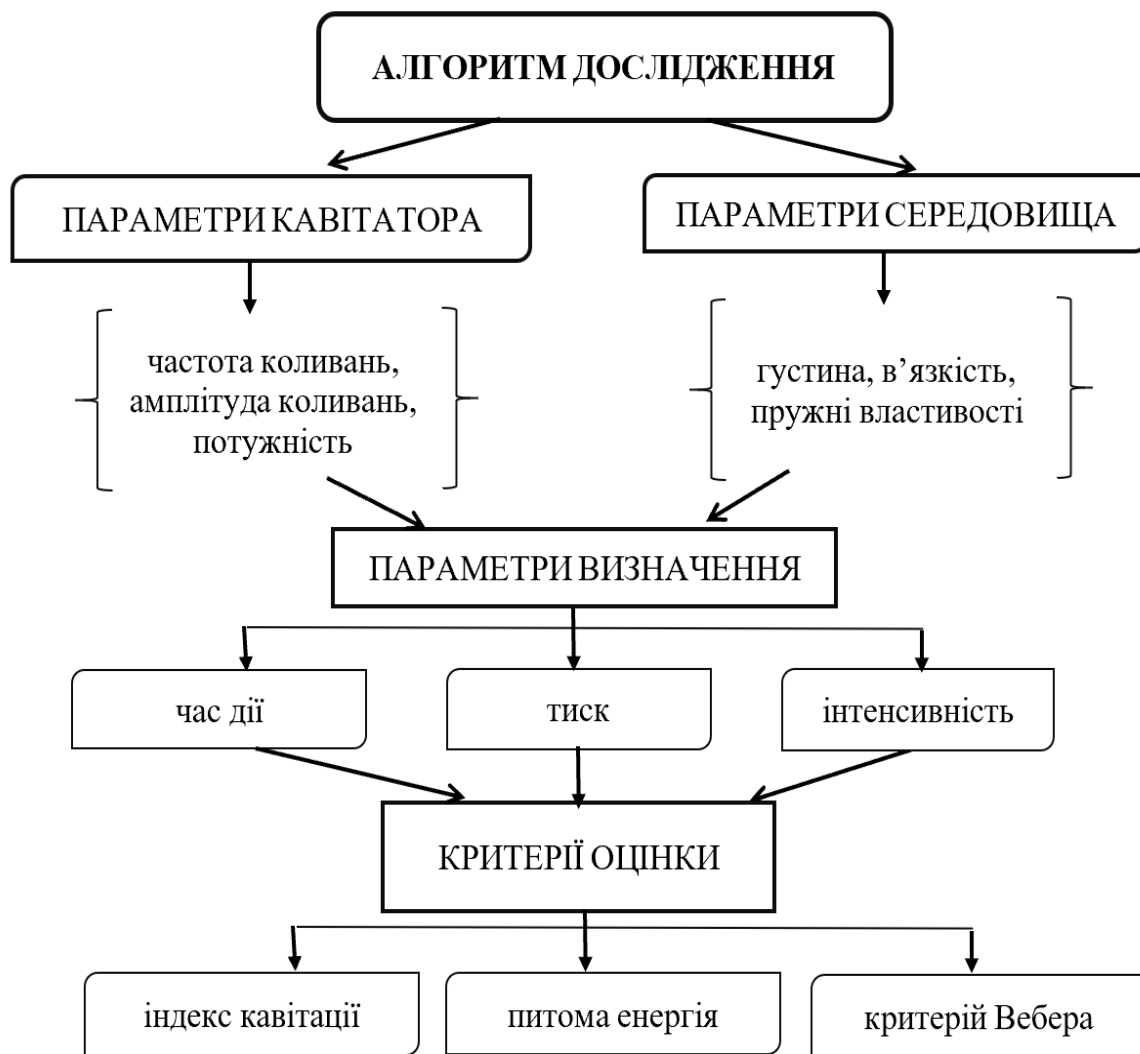 АЛГОРИТМ ДОСЛІДЖЕННЯ
ПАРАМЕТРИ КАВІТАТОРА
ПАРАМЕТРИ СЕРЕДОВИЩА
частота коливань,
амплітуда коливань,
потужність
густина, в’язкість,
пружні властивості
ПАРАМЕТРИ ВИЗНАЧЕННЯ
час дії
тиск
інтенсивність
КРИТЕРІЇ ОЦІНКИ
індекс кавітації
питома енергія
критерій Вебера